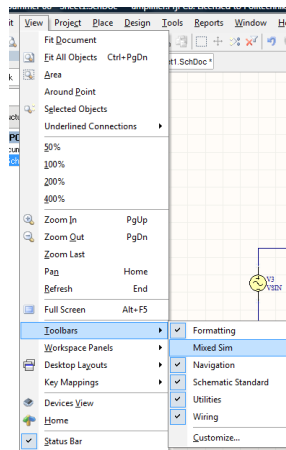 View Project Place Design Tools Reports Window
Fit Document
Fit All Objects Ctrl+PgDn
Area
Around Point
Selected Objects
Underlined Connections
50%
100%
200%
400%
Zoom In PgUp
Zoom Out PgDn
Zoom Last
Pan Home
Refresh End
Full Screen Alt+F5
Toolbars
Workspace Panels
Desktop Layouts
Key Mappings
Devices View
Home
Status Bar
t1.SchDoc *
V3
VSIN
Formatting
Mixed Sim
Navigation
Schematic Standard
Utilities
Wiring
Customize...